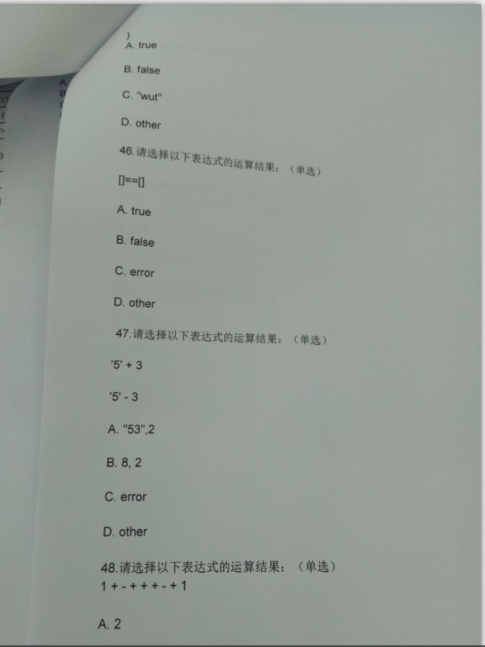 }
A. true
B. false
C. "wut"
D. other
46.请选择以下表达式的运算结果：（单选）
[]==[]
A. true
B. false
C. error
D. other
47.请选择以下表达式的运算结果：（单选）
'5' + 3
'5' - 3
A. "53",2
B. 8, 2
C. error
D. other
48.请选择以下表达式的运算结果：（单选）
1 + - + + + - + 1
A. 2